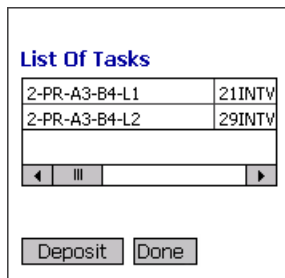 List Of Tasks
2-PR-A3-B4-L1 21INTV
2-PR-A3-B4-L2 29INTV
Deposit Done